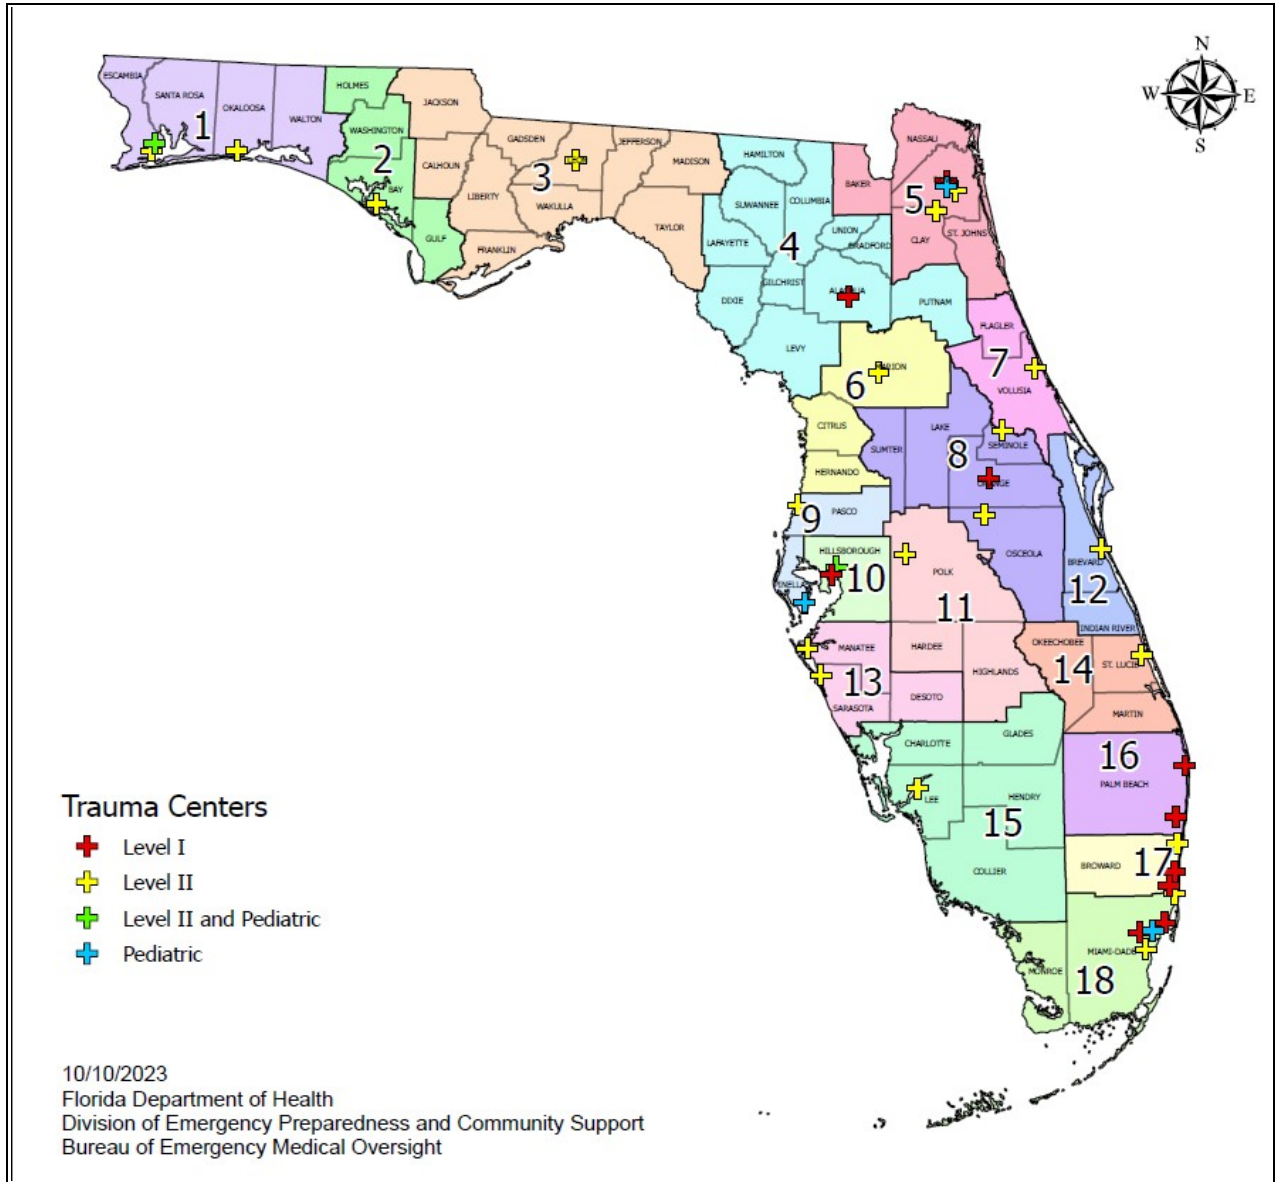 N
W E
S
ESCAMBIA
SANTA ROSA
OKALOOSA
WALTON
1
HOLMES
WASHINGTON
2
BAY
GULF
JACKSON
CALHOUN
GADSDEN
LIBERTY
3
WAKULLA
FRANKLIN
JEFFERSON
MADISON
TAYLOR
HAMILTON
SUWANNEE
COLUMBIA
LAFAYETTE
4
UNION
BRADFORD
GILCHRIST
DIXIE
LEVY
PUTNAM
NASSAU
BAKER
5
CLAY
ST. JOHNS
6
CITRUS
HERNANDO
FLAGLER
7
VOLUSIA
SUMTER
LAKE
8
SEMINOLE
OSCEOLA
9
PASCO
HILLSBOROUGH
10
POLK
11
HARDEE
HIGHLANDS
BREVARD
12
INDIAN RIVER
MANATEE
13
SARASOTA
DESOTO
OKEECHOBEE
14
ST. LUCIE
MARTIN
CHARLOTTE
GLADES
LEE
HENDRY
15
COLLIER
16
PALM BEACH
BROWARD
17
MIAMI-DADE
MONROE
18
Trauma Centers
Level I
Level II
Level II and Pediatric
Pediatric
10/10/2023
Florida Department of Health
Division of Emergency Preparedness and Community Support
Bureau of Emergency Medical Oversight